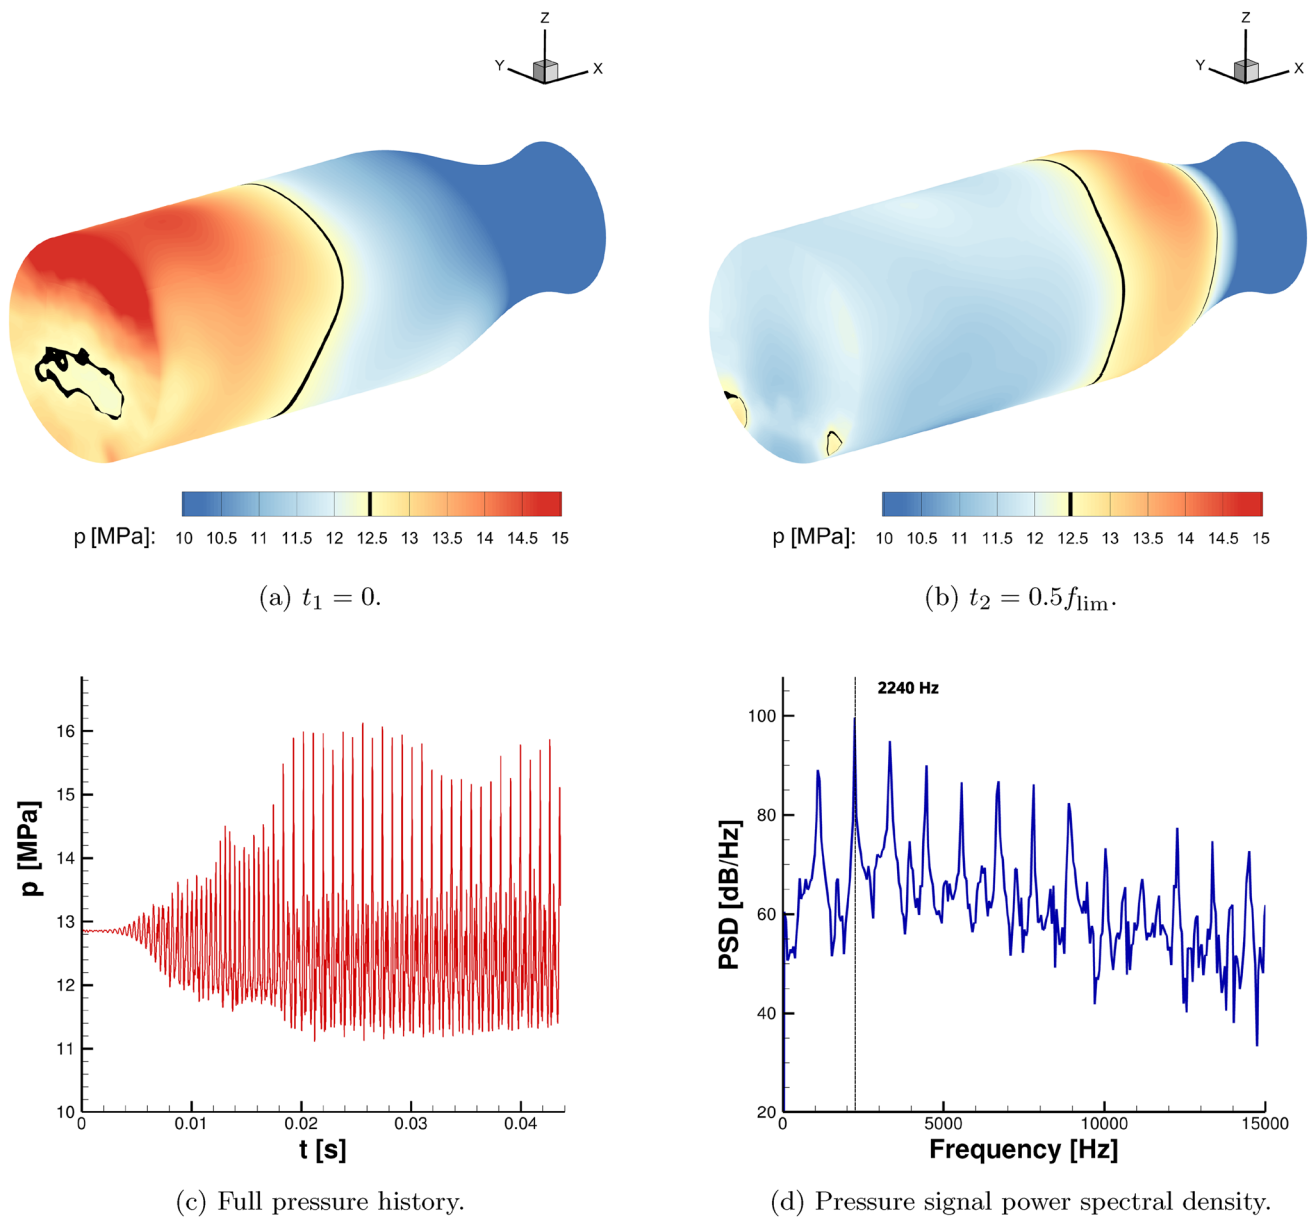 Z
Y
X
Z
Y
X
p [MPa]: 10 10.5 11 11.5 12 12.5 13 13.5 14 14.5 15
p [MPa]: 10 10.5 11 11.5 12 12.5 13 13.5 14 14.5 15
(a) t₁ = 0.
(b) t₂ = 0.5f_lim.
16
15
14
13
12
11
10
p [MPa]
0 0.01 0.02 0.03 0.04
t [s]
2240 Hz
100
80
60
40
20
PSD [dB/Hz]
0 5000 10000 15000
Frequency [Hz]
(c) Full pressure history.
(d) Pressure signal power spectral density.